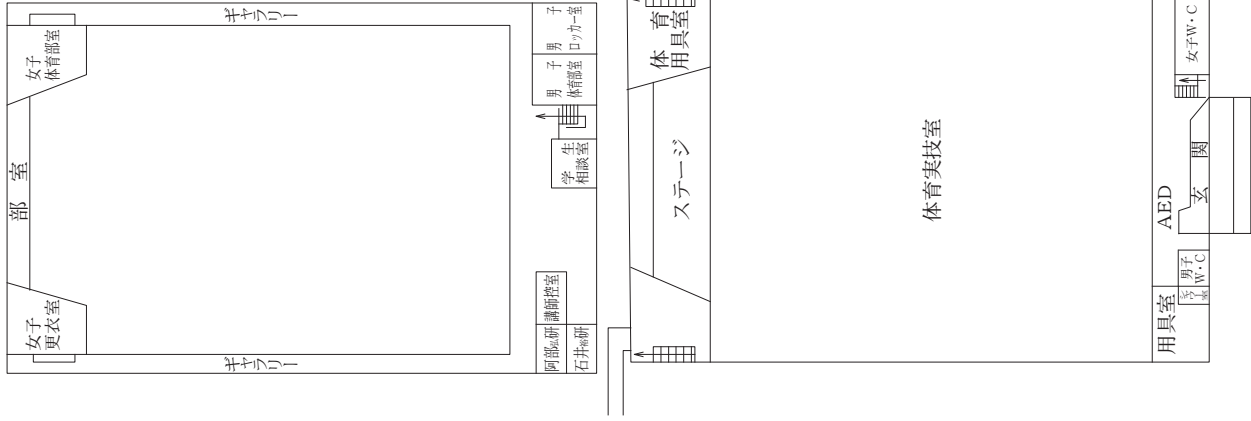 ギャラリー
女子
体育部室
部室
女子
更衣室
ギャラリー
男子
ロッカー室
男子
体育部室
学生
相談室
講師控室
阿部弘研
石井裕研
体育
用具室
ステージ
体育実技室
女子W・C
玄関
AED
男子
W・C
用具室